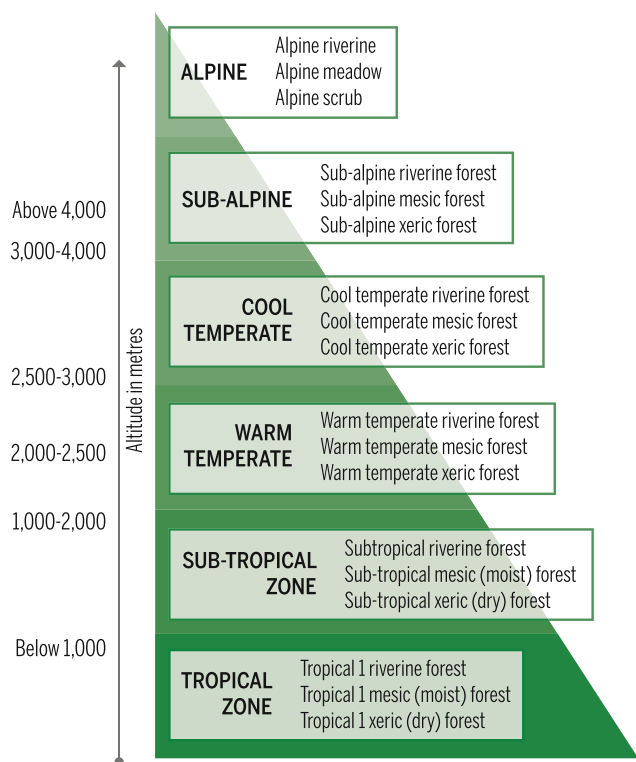 ALPINE
Alpine riverine
Alpine meadow
Alpine scrub
SUB-ALPINE
Sub-alpine riverine forest
Sub-alpine mesic forest
Sub-alpine xeric forest
Above 4,000
3,000-4,000
COOL
TEMPERATE
Cool temperate riverine forest
Cool temperate mesic forest
Cool temperate xeric forest
2,500-3,000
Altitude in metres
WARM
TEMPERATE
Warm temperate riverine forest
Warm temperate mesic forest
Warm temperate xeric forest
2,000-2,500
1,000-2,000
SUB-TROPICAL
ZONE
Subtropical riverine forest
Sub-tropical mesic (moist) forest
Sub-tropical xeric (dry) forest
Below 1,000
TROPICAL
ZONE
Tropical 1 riverine forest
Tropical 1 mesic (moist) forest
Tropical 1 xeric (dry) forest